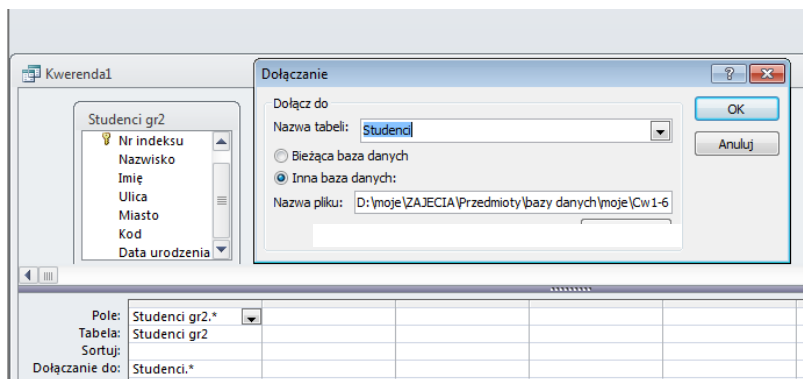 Kwerenda1
Studenci gr2
Nr indeksu
Nazwisko
Imię
Ulica
Miasto
Kod
Data urodzenia
Dołączanie
Dołącz do
Nazwa tabeli: Studenci
Bieżąca baza danych
Inna baza danych:
Nazwa pliku: D:\moje\ZAJECIA\Przedmioty\bazy danych\moje\Cw1-6
OK
Anuluj
Pole: Studenci gr2.*
Tabela: Studenci gr2
Sortuj:
Dołączanie do: Studenci.*